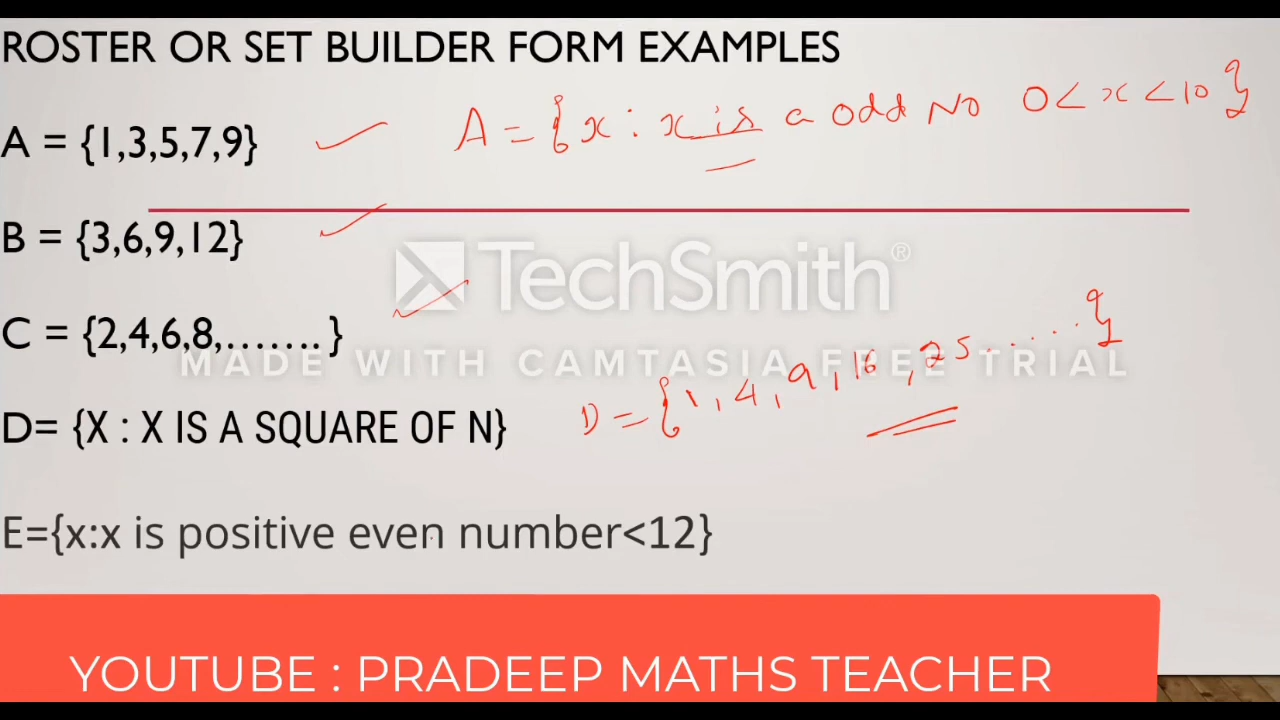 ROSTER OR SET BUILDER FORM EXAMPLES
A = {1,3,5,7,9}
A = {x : x is a odd No 0 < x < 10}
B = {3,6,9,12}
TechSmith®
C = {2,4,6,8,.......}
MADE WITH CAMTASIA FREE TRIAL
D= {X : X IS A SQUARE OF N}
D = {1, 4, 9, 16, 25.......}
E={x:x is positive even number<12}
YOUTUBE : PRADEEP MATHS TEACHER